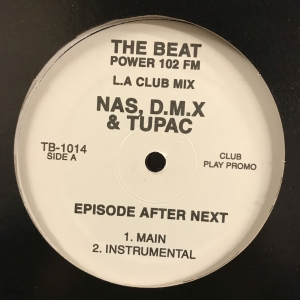 THE BEAT
POWER 102 FM
L.A CLUB MIX
NAS, D.M.X
& TUPAC
TB-1014
SIDE A
CLUB
PLAY PROMO
EPISODE AFTER NEXT
1. MAIN
2. INSTRUMENTAL